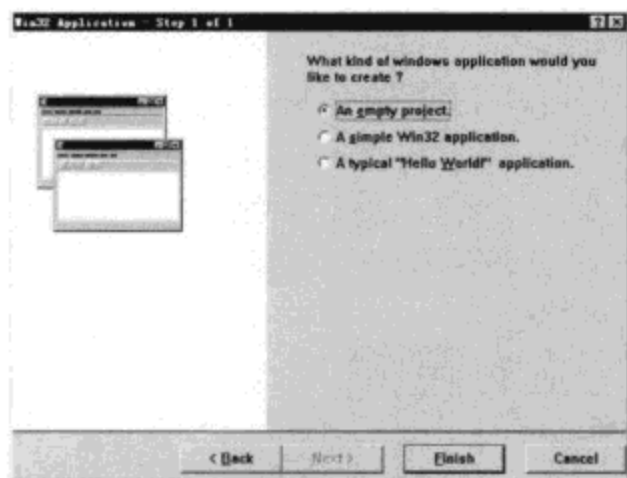 Win32 Application - Step 1 of 1
What kind of windows application would you
like to create ?
An empty project.
A simple Win32 application.
A typical "Hello World!" application.
< Back
Next >
Finish
Cancel